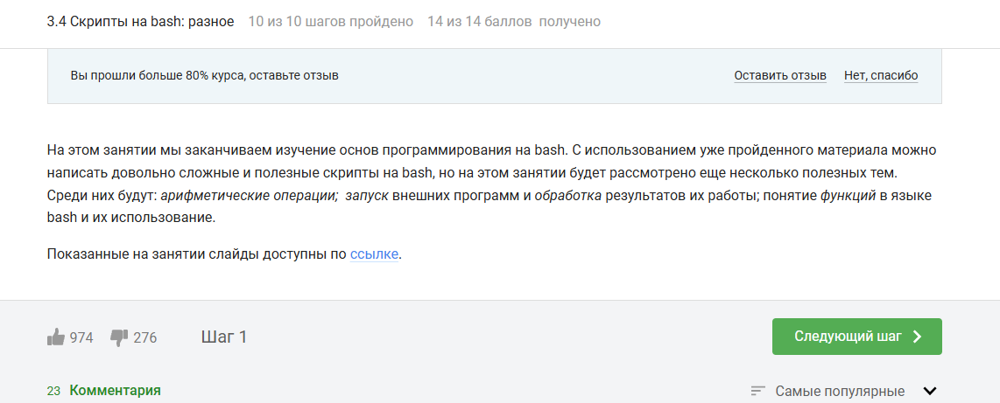 3.4 Скрипты на bash: разное 10 из 10 шагов пройдено 14 из 14 баллов получено
Вы прошли больше 80% курса, оставьте отзыв Оставить отзыв Нет, спасибо
На этом занятии мы заканчиваем изучение основ программирования на bash. С использованием уже пройденного материала можно
написать довольно сложные и полезные скрипты на bash, но на этом занятии будет рассмотрено еще несколько полезных тем.
Среди них будут: арифметические операции; запуск внешних программ и обработка результатов их работы; понятие функций в языке
bash и их использование.
Показанные на занятии слайды доступны по ссылке.
974 276 Шаг 1 Следующий шаг
23 Комментария Самые популярные